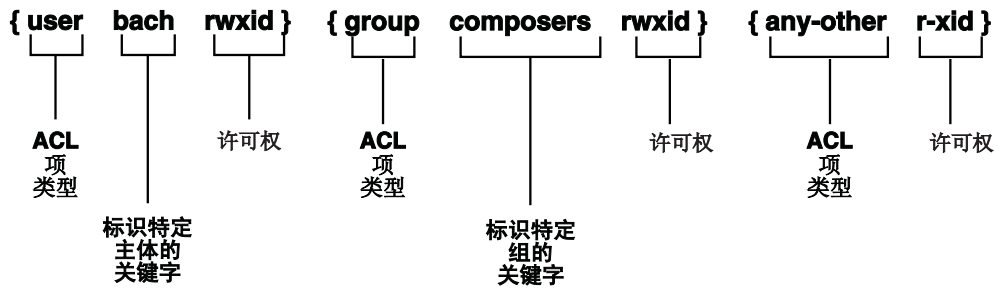 { user bach rwxid } { group composers rwxid } { any-other r-xid }
ACL
项
类型
许可权
ACL
项
类型
许可权
ACL
项
类型
许可权
标识特定
主体的
关键字
标识特定
组的
关键字